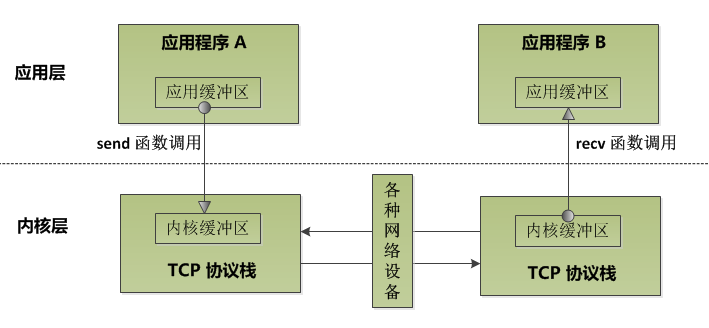 应用程序 A
应用程序 B
应用层
应用缓冲区
应用缓冲区
send 函数调用
recv 函数调用
内核层
内核缓冲区
各种网络设备
内核缓冲区
TCP 协议栈
TCP 协议栈